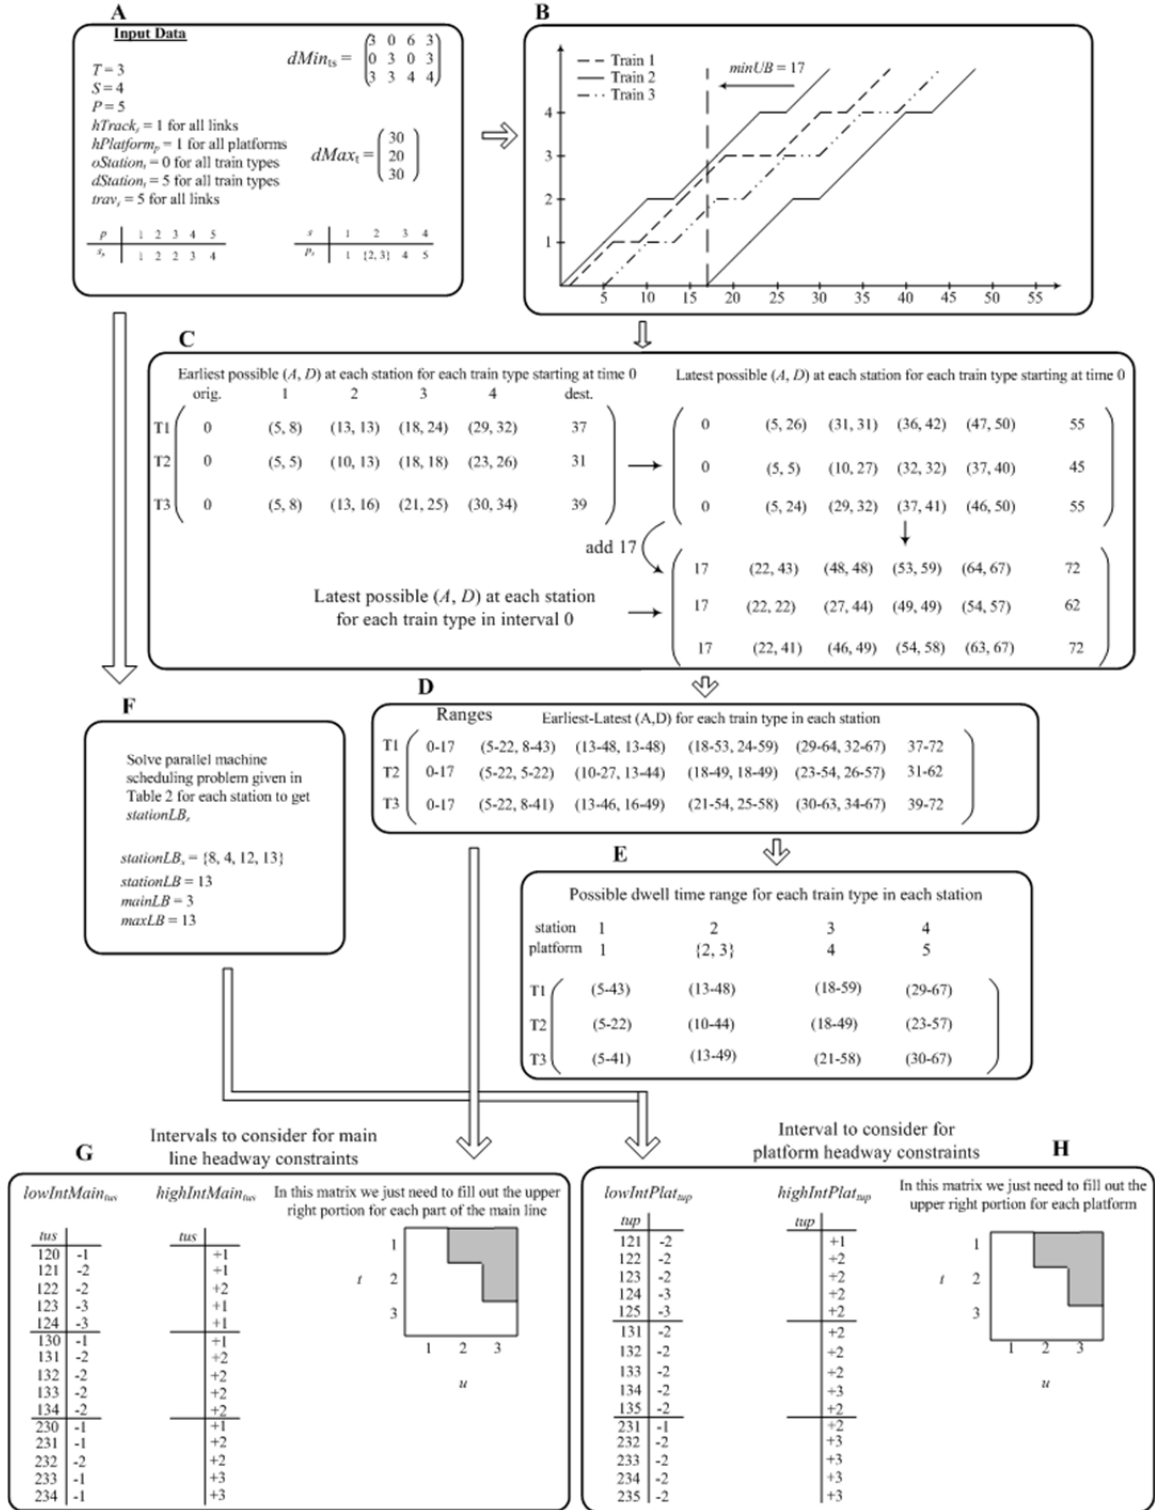 A
Input Data
T = 3
S = 4
P = 5
hTrack_s = 1 for all links
hPlatform_p = 1 for all platforms
oStation_t = 0 for all train types
dStation_t = 5 for all train types
trav_s = 5 for all links
dMin_ts =
3 0 6 3
0 3 0 3
3 3 4 4
dMax_t =
30
20
30
p 1 2 3 4 5
s_p 1 2 2 3 4
s 1 2 3 4
p_s 1 {2, 3} 4 5
B
Train 1
Train 2
Train 3
minUB = 17
4
3
2
1
5 10 15 20 25 30 35 40 45 50 55
C
Earliest possible (A, D) at each station for each train type starting at time 0
orig. 1 2 3 4 dest.
T1 0 (5, 8) (13, 13) (18, 24) (29, 32) 37
T2 0 (5, 5) (10, 13) (18, 18) (23, 26) 31
T3 0 (5, 8) (13, 16) (21, 25) (30, 34) 39
Latest possible (A, D) at each station for each train type starting at time 0
0 (5, 26) (31, 31) (36, 42) (47, 50) 55
0 (5, 5) (10, 27) (32, 32) (37, 40) 45
0 (5, 24) (29, 32) (37, 41) (46, 50) 55
add 17
Latest possible (A, D) at each station
for each train type in interval 0
17 (22, 43) (48, 48) (53, 59) (64, 67) 72
17 (22, 22) (27, 44) (49, 49) (54, 57) 62
17 (22, 41) (46, 49) (54, 58) (63, 67) 72
D
Ranges Earliest-Latest (A,D) for each train type in each station
T1 0-17 (5-22, 8-43) (13-48, 13-48) (18-53, 24-59) (29-64, 32-67) 37-72
T2 0-17 (5-22, 5-22) (10-27, 13-44) (18-49, 18-49) (23-54, 26-57) 31-62
T3 0-17 (5-22, 8-41) (13-46, 16-49) (21-54, 25-58) (30-63, 34-67) 39-72
F
Solve parallel machine
scheduling problem given in
Table 2 for each station to get
stationLB_s
stationLB_s = {8, 4, 12, 13}
stationLB = 13
mainLB = 3
maxLB = 13
E
Possible dwell time range for each train type in each station
station 1 2 3 4
platform 1 {2, 3} 4 5
T1 (5-43) (13-48) (18-59) (29-67)
T2 (5-22) (10-44) (18-49) (23-57)
T3 (5-41) (13-49) (21-58) (30-67)
G
Intervals to consider for main
line headway constraints
lowIntMain_tus highIntMain_tus
tus tus
120 -1 +1
121 -2 +1
122 -2 +2
123 -3 +1
124 -3 +1
130 -1 +1
131 -2 +2
132 -2 +2
133 -2 +2
134 -2 +2
230 -1 +1
231 -1 +2
232 -2 +2
233 -1 +3
234 -1 +3
In this matrix we just need to fill out the upper
right portion for each part of the main line
1
t 2
3
1 2 3
u
Interval to consider for
platform headway constraints
H
lowIntPlat_tup highIntPlat_tup
tup tup
121 -2 +1
122 -2 +2
123 -2 +2
124 -3 +2
125 -3 +2
131 -2 +2
132 -2 +2
133 -2 +2
134 -2 +3
135 -2 +2
231 -1 +2
232 -2 +3
233 -2 +3
234 -2 +3
235 -2 +3
In this matrix we just need to fill out the
upper right portion for each platform
1
t 2
3
1 2 3
u